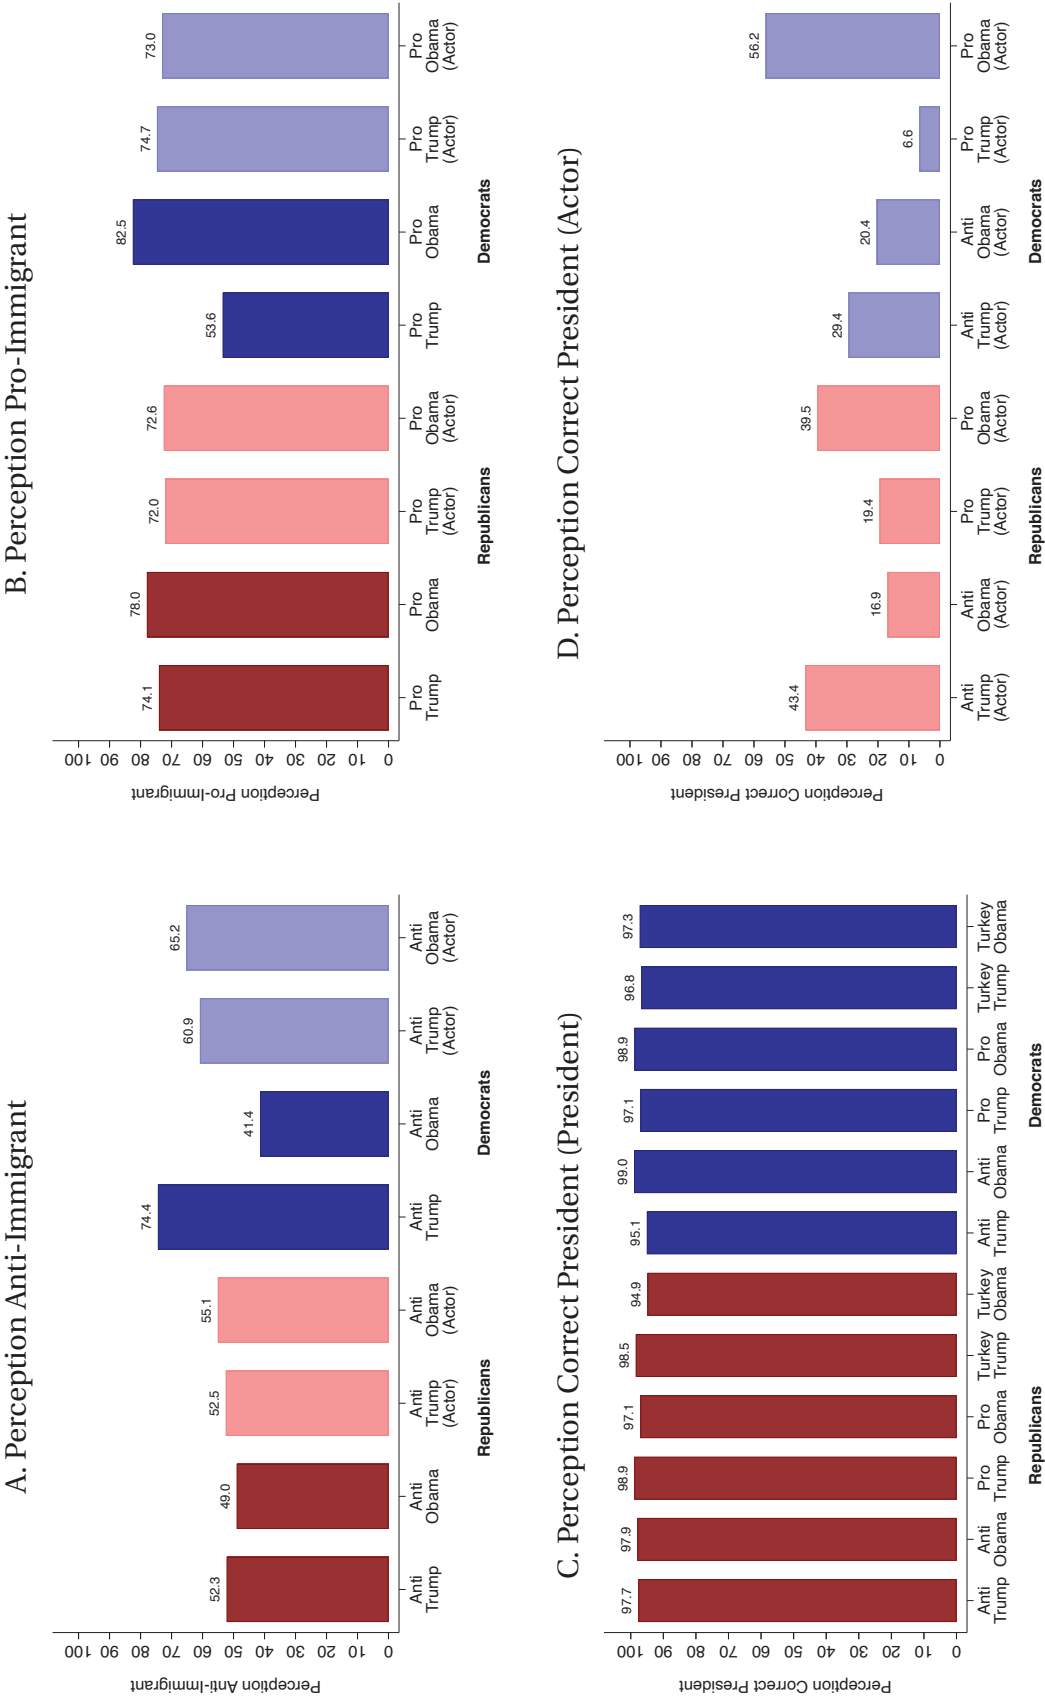 A. Perception Anti-Immigrant
Perception Anti-Immigrant
100
90
80
70
60
50
40
30
20
10
0
52.3
49.0
52.5
55.1
74.4
41.4
60.9
65.2
Anti
Trump
Anti
Obama
Anti
Trump
(Actor)
Anti
Obama
(Actor)
Anti
Trump
Anti
Obama
Anti
Trump
(Actor)
Anti
Obama
(Actor)
Republicans
Democrats
B. Perception Pro-Immigrant
Perception Pro-Immigrant
100
90
80
70
60
50
40
30
20
10
0
74.1
78.0
72.0
72.6
53.6
82.5
74.7
73.0
Pro
Trump
Pro
Obama
Pro
Trump
(Actor)
Pro
Obama
(Actor)
Pro
Trump
Pro
Obama
Pro
Trump
(Actor)
Pro
Obama
(Actor)
Republicans
Democrats
C. Perception Correct President (President)
Perception Correct President
100
90
80
70
60
50
40
30
20
10
0
97.7
97.9
98.9
97.1
98.5
94.9
95.1
99.0
97.1
98.9
96.8
97.3
Anti
Trump
Anti
Obama
Pro
Trump
Pro
Obama
Turkey
Trump
Turkey
Obama
Anti
Trump
Anti
Obama
Pro
Trump
Pro
Obama
Turkey
Trump
Turkey
Obama
Republicans
Democrats
D. Perception Correct President (Actor)
Perception Correct President
100
90
80
70
60
50
40
30
20
10
0
43.4
16.9
19.4
39.5
29.4
20.4
6.6
56.2
Anti
Trump
(Actor)
Anti
Obama
(Actor)
Pro
Trump
(Actor)
Pro
Obama
(Actor)
Anti
Trump
(Actor)
Anti
Obama
(Actor)
Pro
Trump
(Actor)
Pro
Obama
(Actor)
Republicans
Democrats